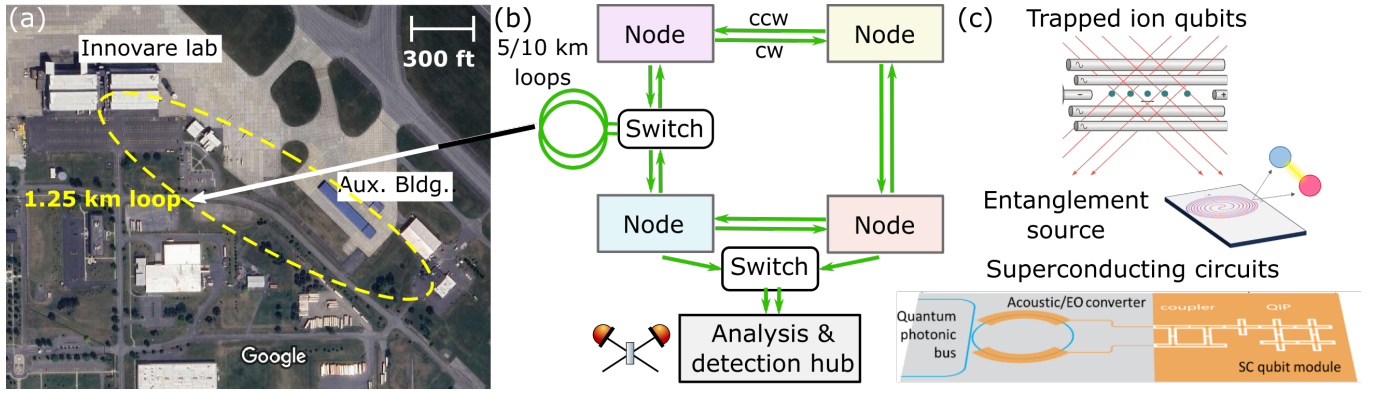 (a)
Innovare lab
300 ft
1.25 km loop
Aux. Bldg..
Google
(b)
5/10 km
loops
Node
ccw
cw
Node
Switch
Node
Node
Switch
Analysis &
detection hub
(c)
Trapped ion qubits
− +
Entanglement
source
Superconducting circuits
Acoustic/EO converter
coupler
QIP
Quantum
photonic
bus
SC qubit module